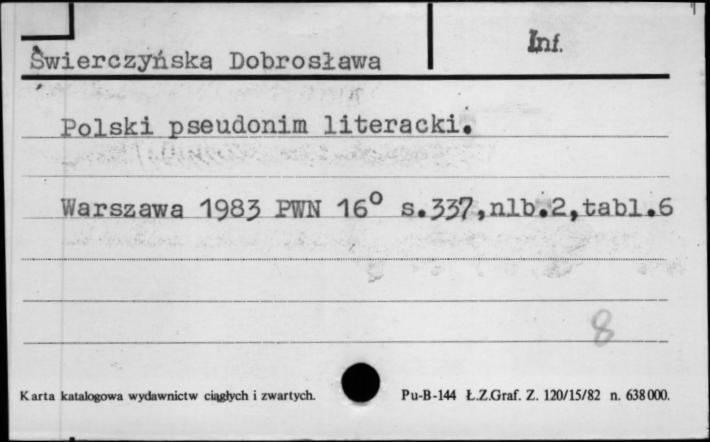 Inf.
Świerczyńska Dobrosława
Polski pseudonim literacki.
Warszawa 1983 PWN 16° s.337,nlb.2,tabl.6
8
Karta katalogowa wydawnictw ciągłych i zwartych. Pu-B-144 Ł.Z.Graf. Z. 120/15/82 n. 638000.